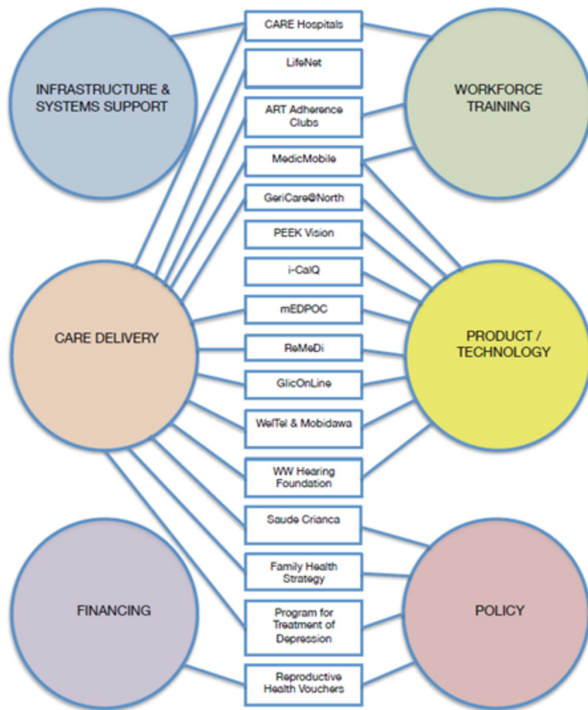 CARE Hospitals
INFRASTRUCTURE &
SYSTEMS SUPPORT
LifeNet
WORKFORCE
TRAINING
ART Adherence
Clubs
MedicMobile
GeriCare@North
PEEK Vision
i-CalQ
mEDPOC
CARE DELIVERY
PRODUCT /
TECHNOLOGY
ReMeDi
GlicOnLine
WelTel & Mobidawa
WW Hearing
Foundation
Saude Crianca
Family Health
Strategy
FINANCING
Program for
Treatment of
Depression
POLICY
Reproductive
Health Vouchers